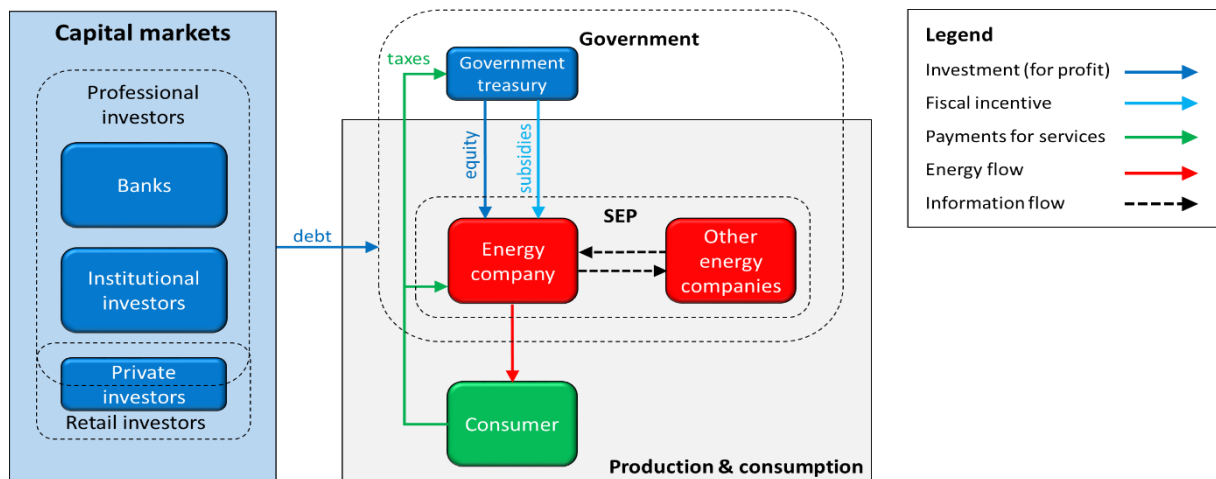 Capital markets
Professional
investors
Banks
Institutional
investors
Private
investors
Retail investors
debt
Government
taxes
Government
treasury
equity
subsidies
SEP
Energy
company
Other
energy
companies
Consumer
Production & consumption
Legend
Investment (for profit)
Fiscal incentive
Payments for services
Energy flow
Information flow